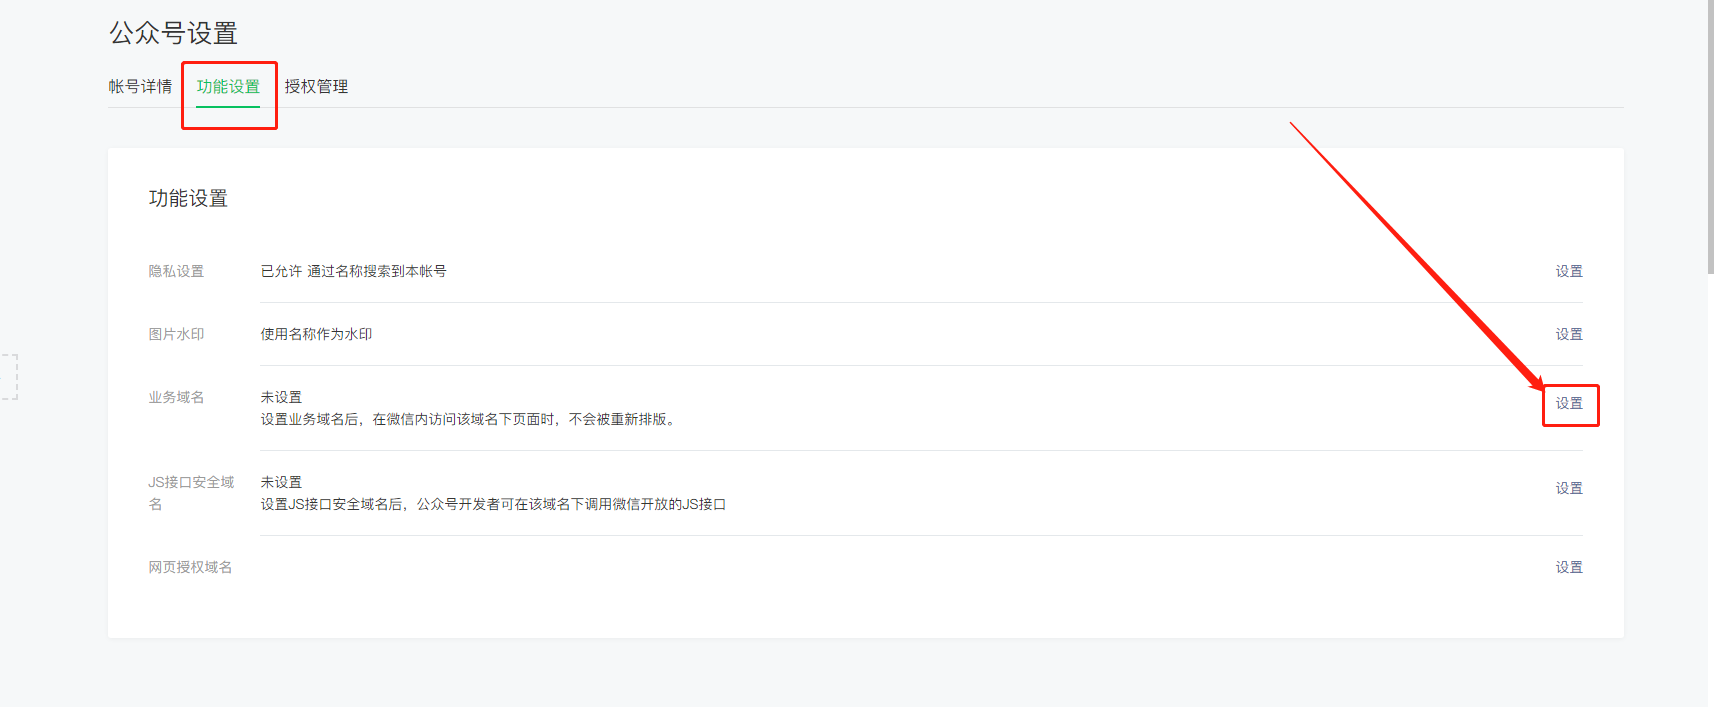 公众号设置
帐号详情 功能设置 授权管理
功能设置
隐私设置 已允许 通过名称搜索到本帐号 设置
图片水印 使用名称作为水印 设置
业务域名 未设置
设置业务域名后，在微信内访问该域名下页面时，不会被重新排版。 设置
JS接口安全域 未设置
名 设置JS接口安全域名后，公众号开发者可在该域名下调用微信开放的JS接口 设置
网页授权域名 设置